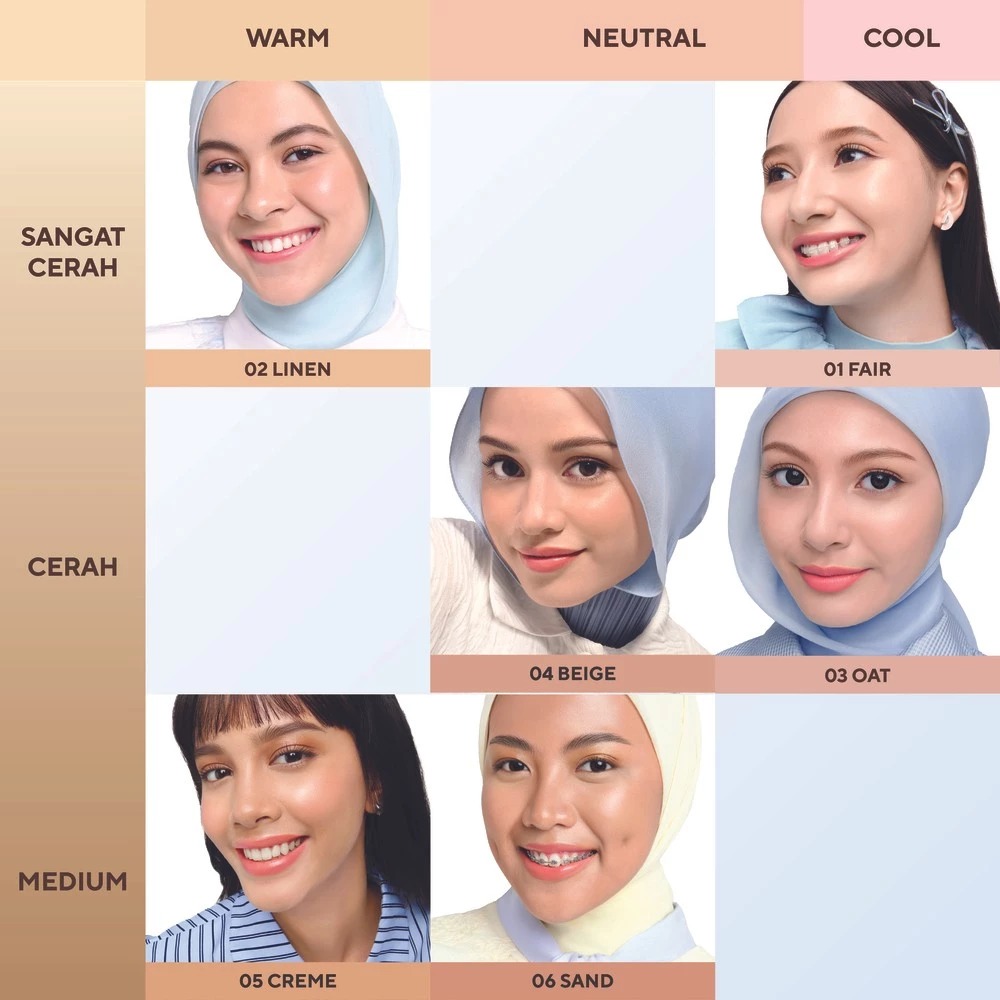 WARM
NEUTRAL
COOL
SANGAT
CERAH
02 LINEN
01 FAIR
CERAH
04 BEIGE
03 OAT
MEDIUM
05 CREME
06 SAND